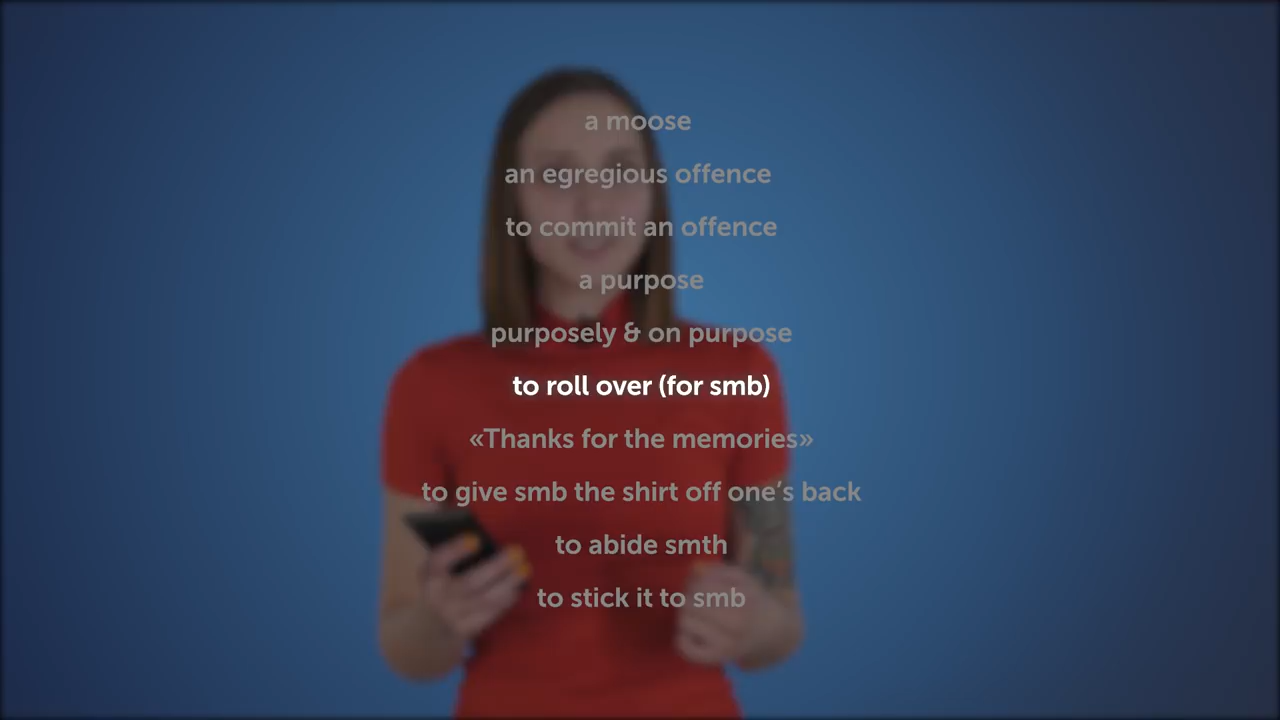 a moose
an egregious offence
to commit an offence
a purpose
purposely & on purpose
to roll over (for smb)
«Thanks for the memories»
to give smb the shirt off one’s back
to abide smth
to stick it to smb